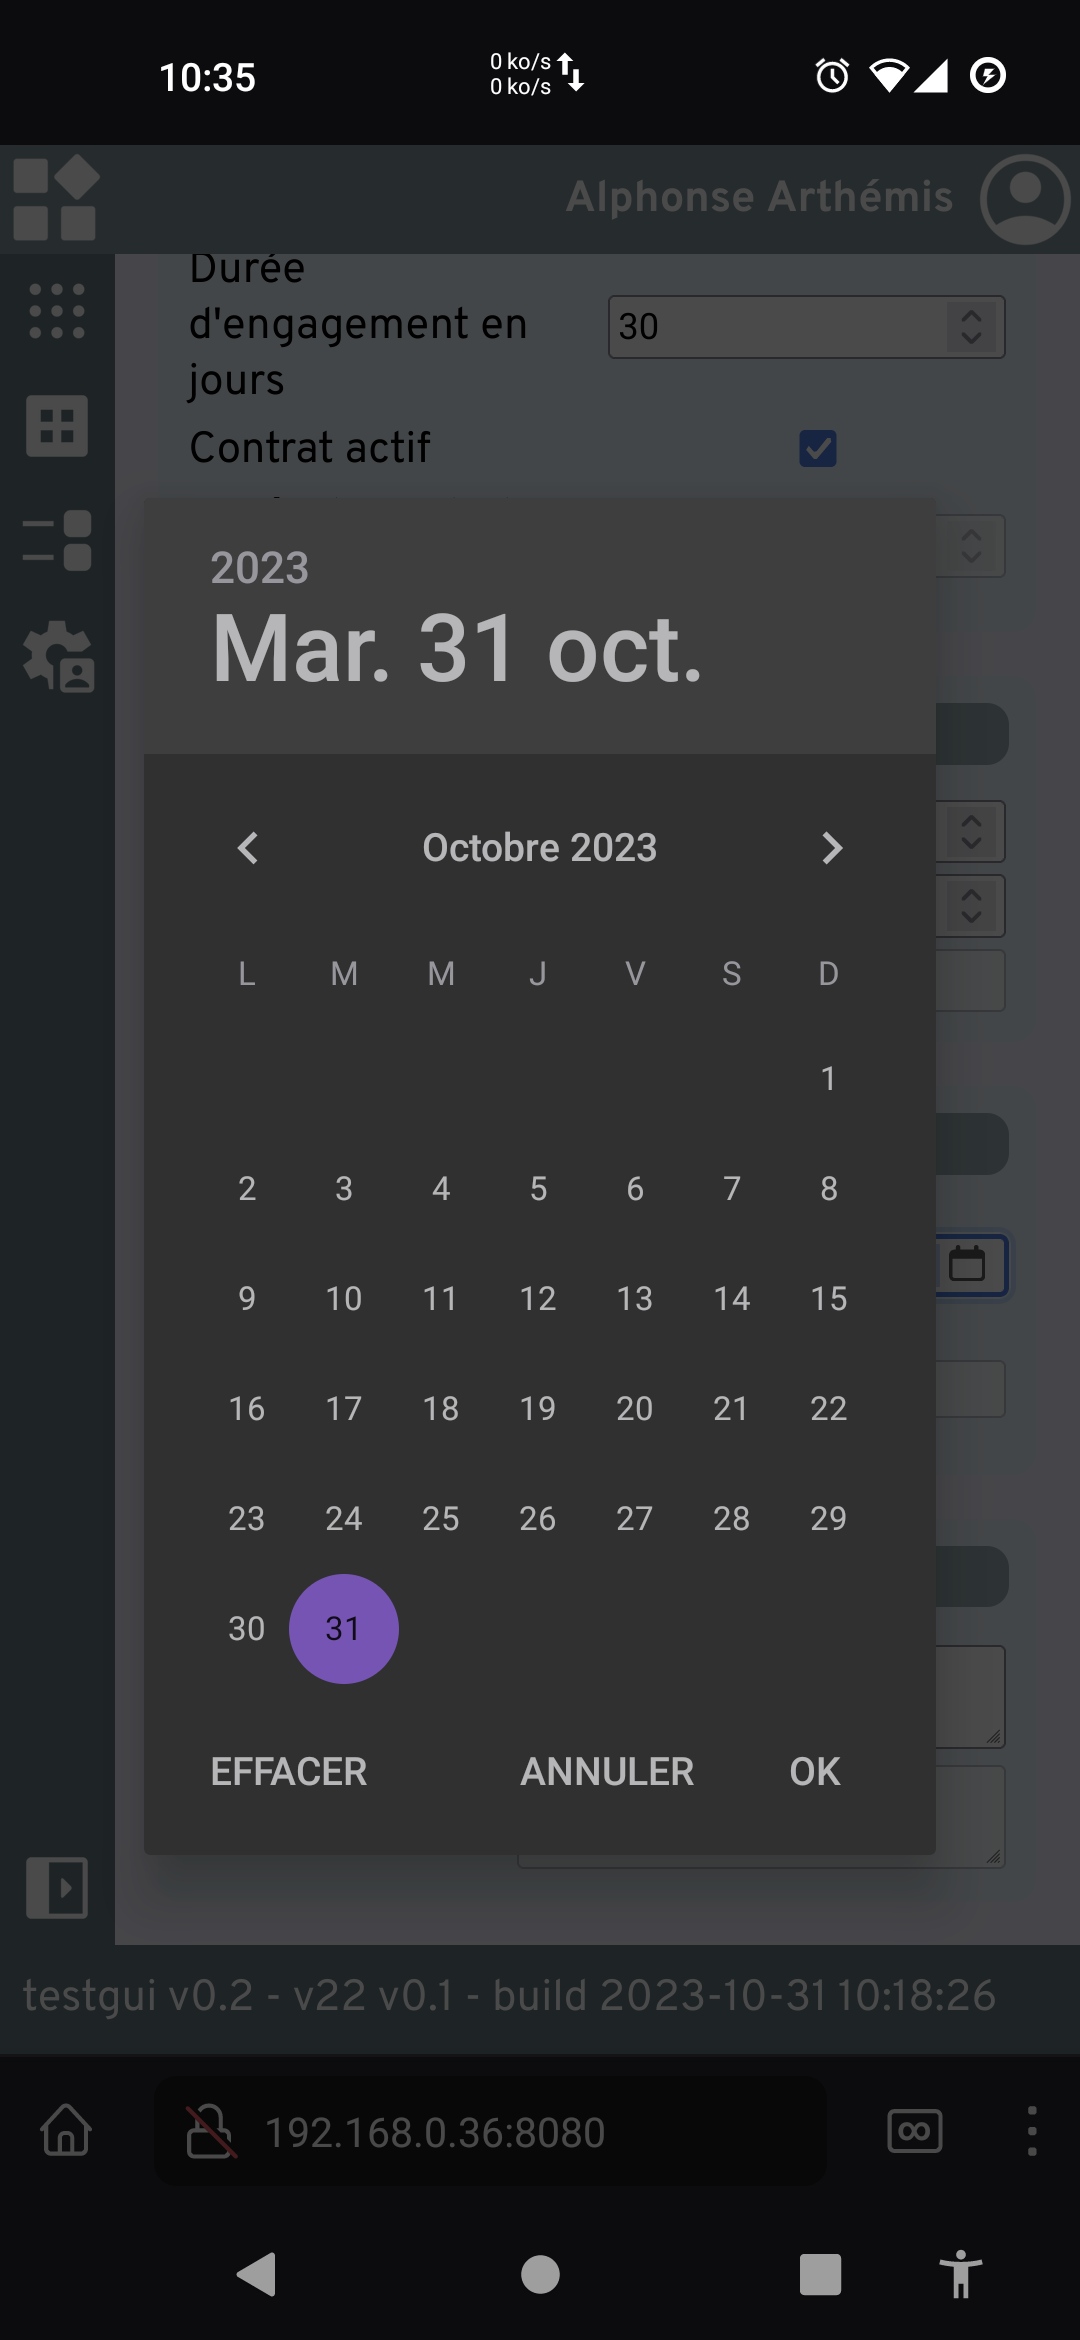 10:35
0 ko/s
0 ko/s
Alphonse Arthémis
Durée
d'engagement en
jours
30
Contrat actif
2023
Mar. 31 oct.
Octobre 2023
L M M J V S D
1
2 3 4 5 6 7 8
9 10 11 12 13 14 15
16 17 18 19 20 21 22
23 24 25 26 27 28 29
30 31
EFFACER ANNULER OK
testgui v0.2 - v22 v0.1 - build 2023-10-31 10:18:26
192.168.0.36:8080
∞